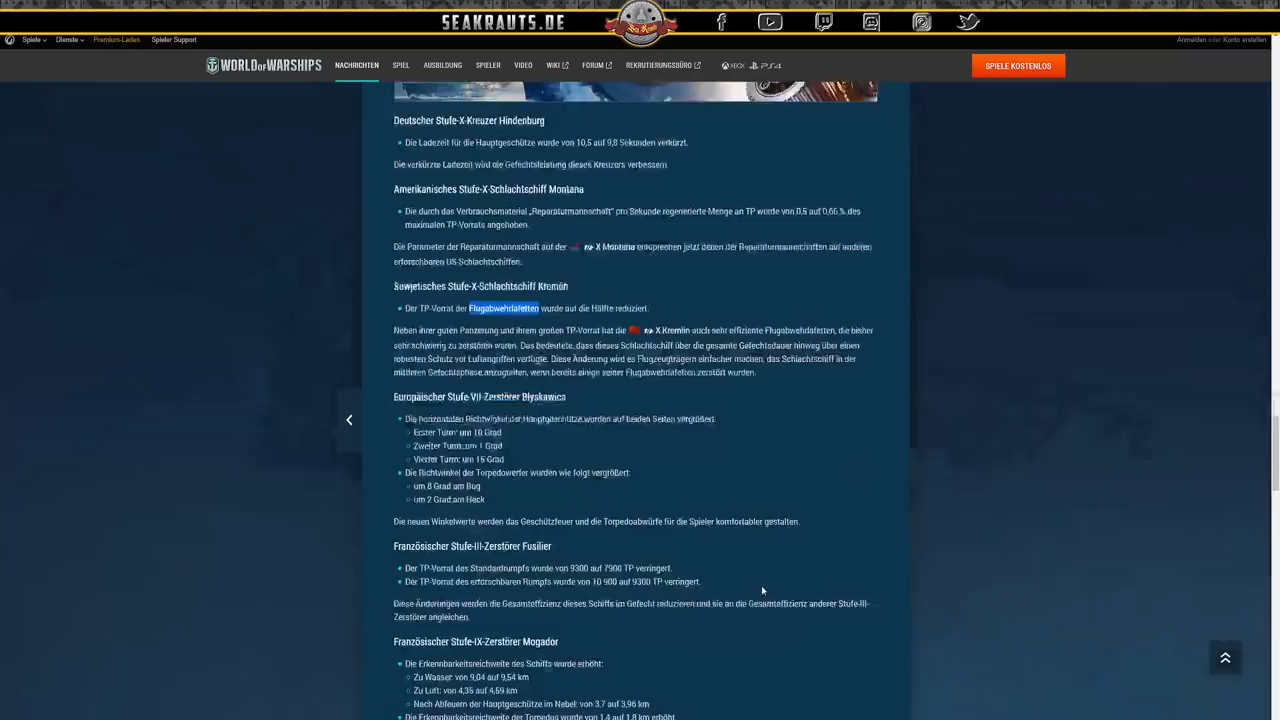 SEAKRAUTS.DE
Spiele Dienste Premium-Laden Spieler Support Anmelden oder Konto erstellen
WORLD OF WARSHIPS NACHRICHTEN SPIEL AUSBILDUNG SPIELER VIDEO WIKI FORUM REKRUTIERUNGSBÜRO XBOX PS4 SPIELE KOSTENLOS
Deutscher Stufe-X-Kreuzer Hindenburg
Die Ladezeit für die Hauptgeschütze wurde von 10,5 auf 9,8 Sekunden verkürzt.
Die verkürzte Ladezeit wird die Gefechtsleistung dieses Kreuzers verbessern.
Amerikanisches Stufe-X-Schlachtschiff Montana
Die durch das Verbrauchsmaterial „Reparaturmannschaft“ pro Sekunde regenerierte Menge an TP wurde von 0,5 auf 0,66 % des
maximalen TP-Vorrats angehoben.
Die Parameter der Reparaturmannschaft auf der X Montana entsprechen jetzt denen der Reparaturmannschaften auf anderen
erforschbaren US-Schlachtschiffen.
Sowjetisches Stufe-X-Schlachtschiff Kremlin
Der TP-Vorrat der Flugabwehrlafetten wurde auf die Hälfte reduziert.
Neben ihrer guten Panzerung und ihrem großen TP-Vorrat hat die X Kremlin auch sehr effiziente Flugabwehrlafetten, die bisher
sehr schwierig zu zerstören waren. Das bedeutete, dass dieses Schlachtschiff über die gesamte Gefechtsdauer hinweg über einen
robusten Schutz vor Luftangriffen verfügte. Diese Änderung wird es Flugzeugträgern einfacher machen, das Schlachtschiff in der
mittleren Gefechtsphase anzugreifen, wenn bereits einige seiner Flugabwehrlafetten zerstört wurden.
Europäischer Stufe-VII-Zerstörer Błyskawica
Die horizontalen Richtwinkel der Hauptgeschütze wurden auf beiden Seiten vergrößert:
Erster Turm: um 10 Grad
Zweiter Turm: um 1 Grad
Vierter Turm: um 15 Grad
Die Richtwinkel der Torpedowerfer wurden wie folgt vergrößert:
um 8 Grad am Bug
um 2 Grad am Heck
Die neuen Winkelwerte werden das Geschützfeuer und die Torpedoabwürfe für die Spieler komfortabler gestalten.
Französischer Stufe-III-Zerstörer Fusilier
Der TP-Vorrat des Standardrumpfs wurde von 9300 auf 7900 TP verringert.
Der TP-Vorrat des erforschbaren Rumpfs wurde von 10 900 auf 9300 TP verringert.
Diese Änderungen werden die Gesamteffizienz dieses Schiffs im Gefecht reduzieren und sie an die Gesamteffizienz anderer Stufe-III-
Zerstörer angleichen.
Französischer Stufe-IX-Zerstörer Mogador
Die Erkennbarkeitsreichweite des Schiffs wurde erhöht:
Zu Wasser: von 9,04 auf 9,54 km
Zu Luft: von 4,35 auf 4,59 km
Nach Abfeuern der Hauptgeschütze im Nebel: von 3,7 auf 3,96 km
Die Erkennbarkeitsreichweite der Torpedos wurde von 1,4 auf 1,8 km erhöht.